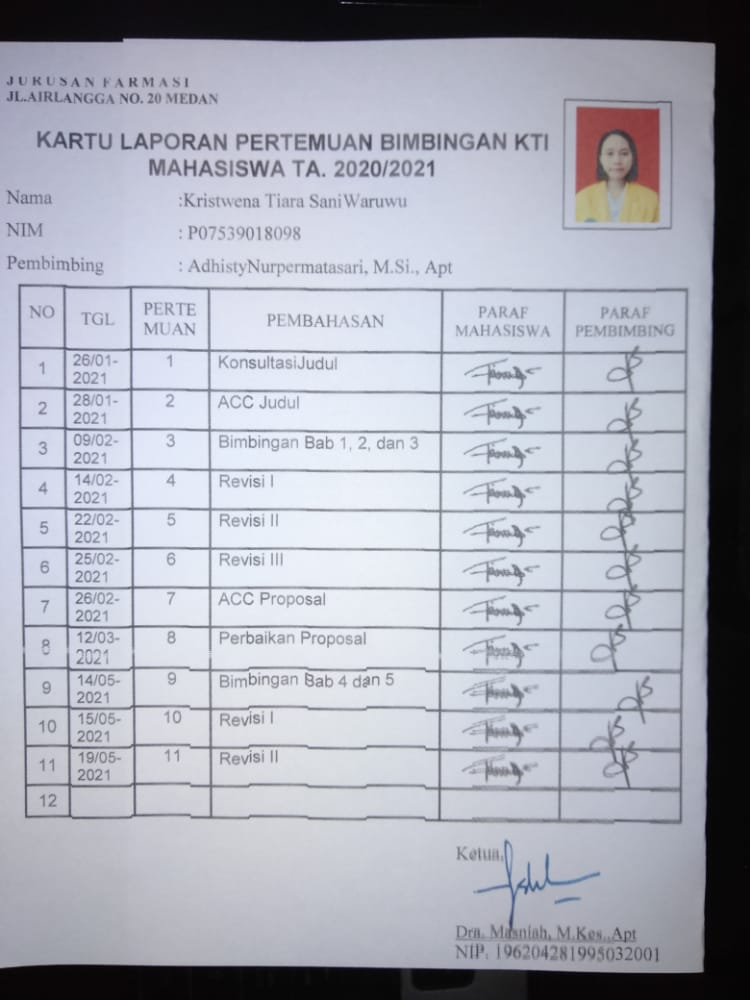 JURUSAN FARMASI
JL.AIRLANGGA NO. 20 MEDAN
KARTU LAPORAN PERTEMUAN BIMBINGAN KTI
MAHASISWA TA. 2020/2021
Nama :Kristwena Tiara SaniWaruwu
NIM : P07539018098
Pembimbing : AdhistyNurpermatasari, M.Si., Apt
NO TGL PERTE MUAN PEMBAHASAN PARAF MAHASISWA PARAF PEMBIMBING
1 26/01-2021 1 KonsultasiJudul
2 28/01-2021 2 ACC Judul
3 09/02-2021 3 Bimbingan Bab 1, 2, dan 3
4 14/02-2021 4 Revisi I
5 22/02-2021 5 Revisi II
6 25/02-2021 6 Revisi III
7 26/02-2021 7 ACC Proposal
8 12/03-2021 8 Perbaikan Proposal
9 14/05-2021 9 Bimbingan Bab 4 dan 5
10 15/05-2021 10 Revisi I
11 19/05-2021 11 Revisi II
12
Ketua,
Dra. Masniah, M.Kes.,Apt
NIP. 196204281995032001